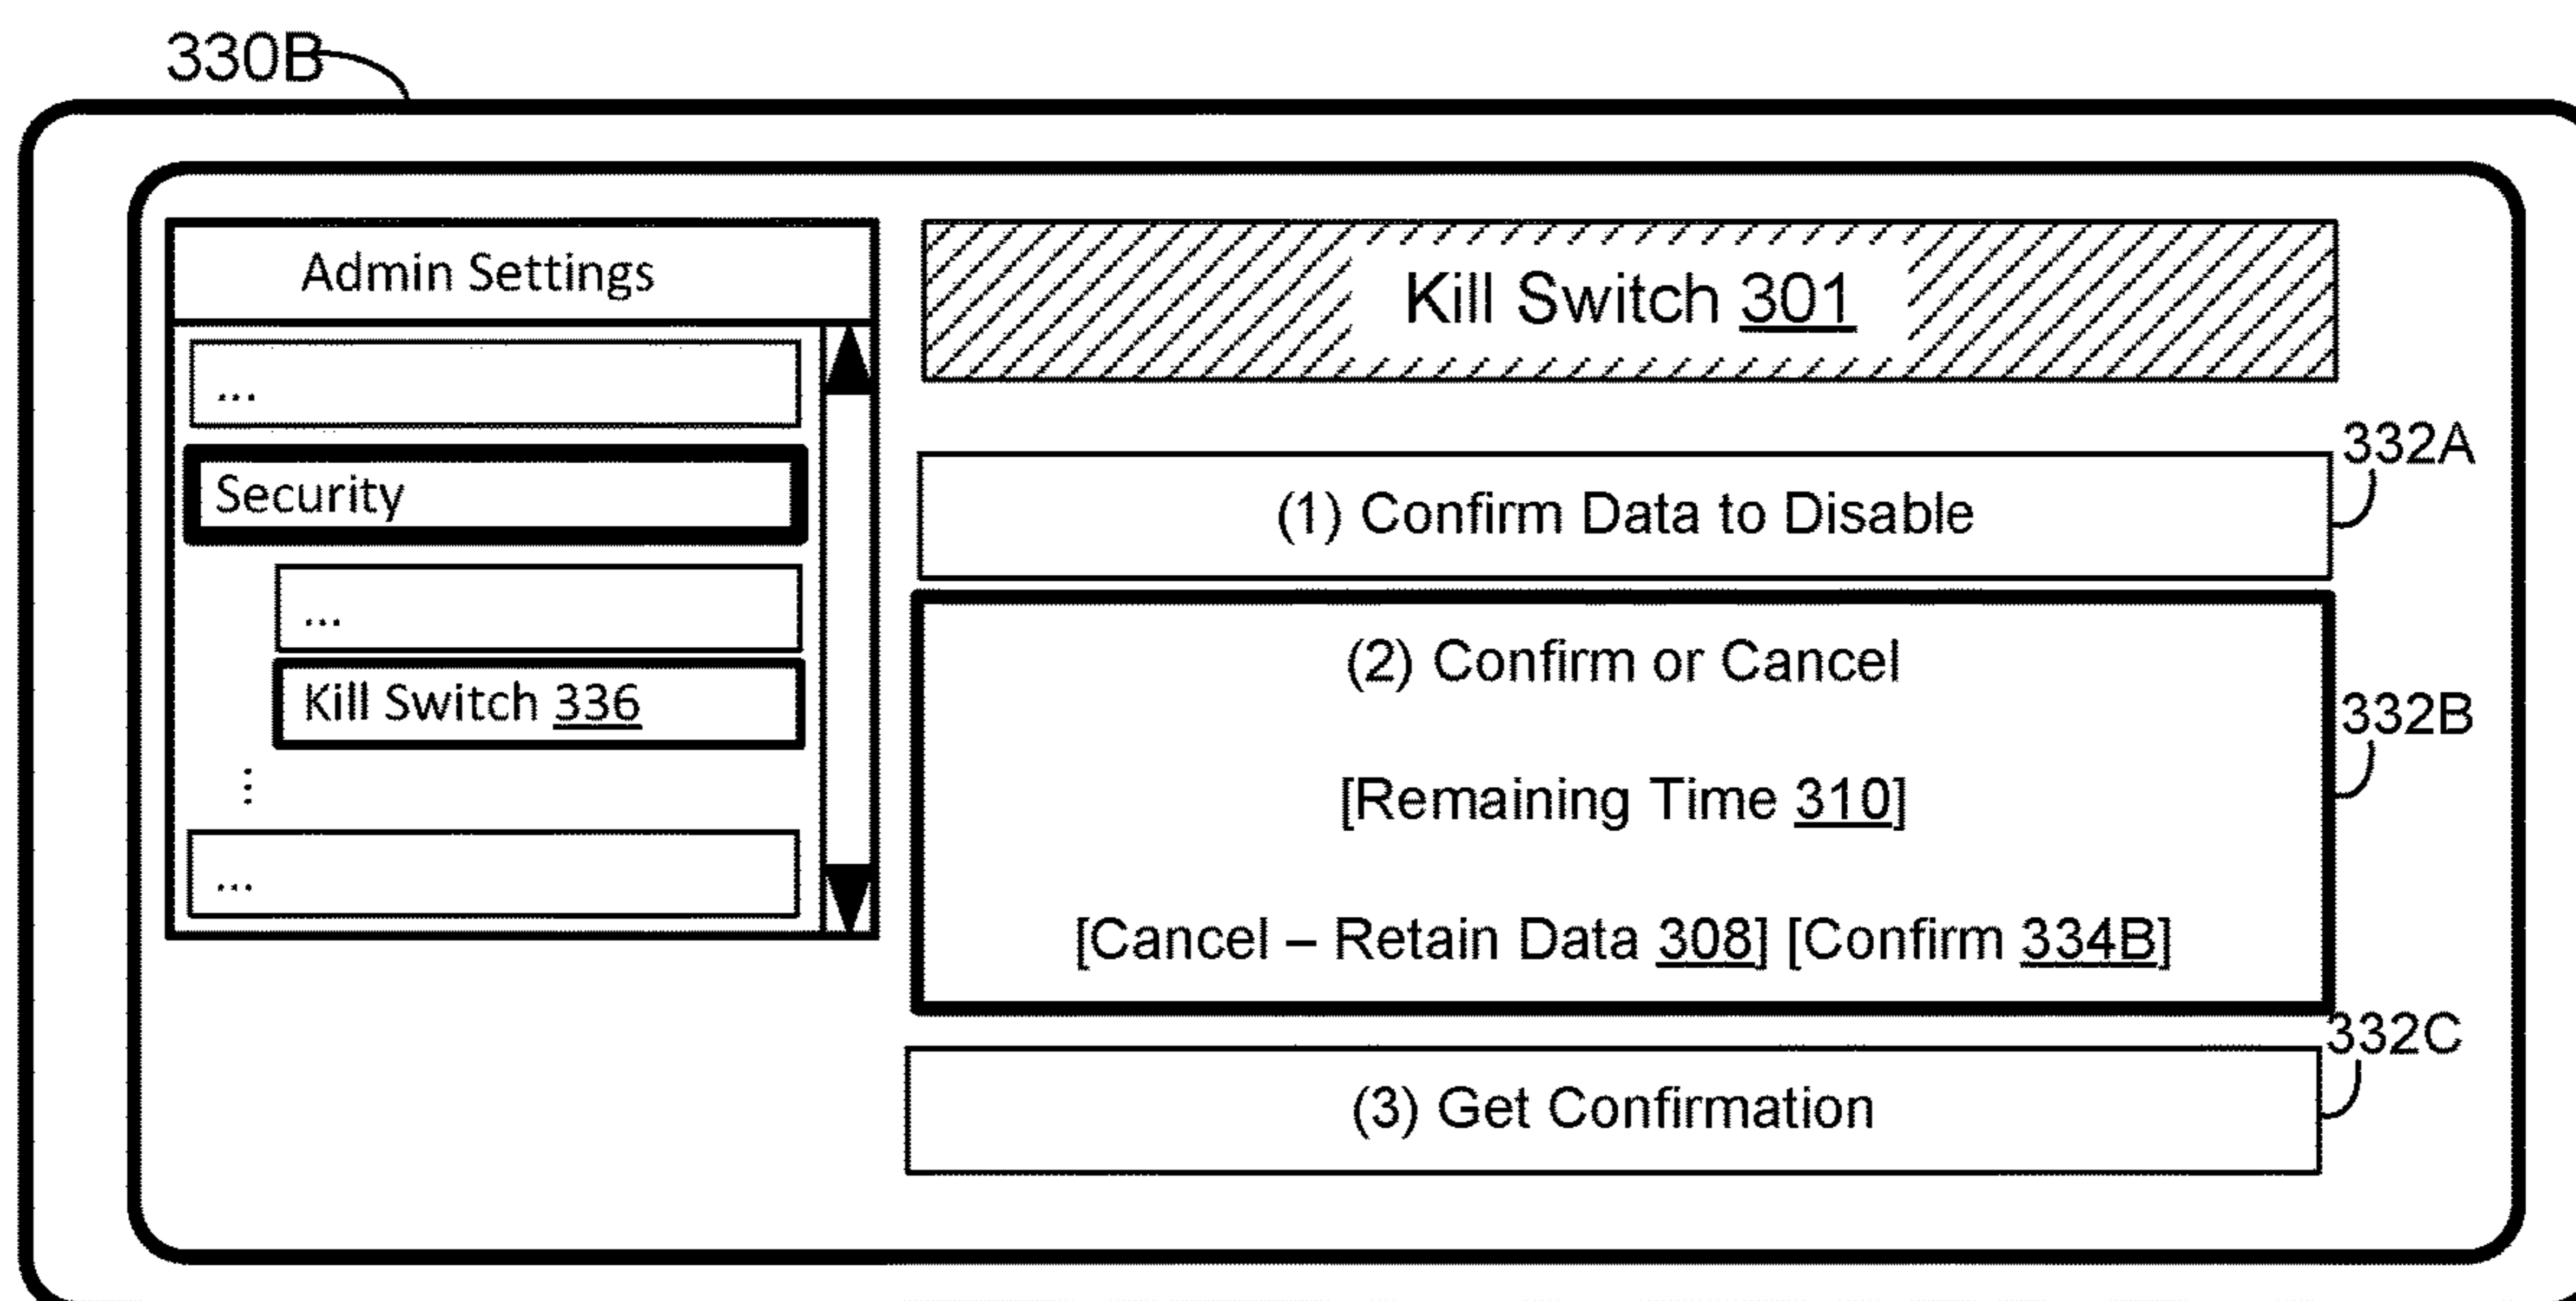 330B
Admin Settings
...
Security
...
Kill Switch 336
⋮
...
Kill Switch 301
332A
(1) Confirm Data to Disable
(2) Confirm or Cancel
332B
[Remaining Time 310]
[Cancel – Retain Data 308] [Confirm 334B]
332C
(3) Get Confirmation